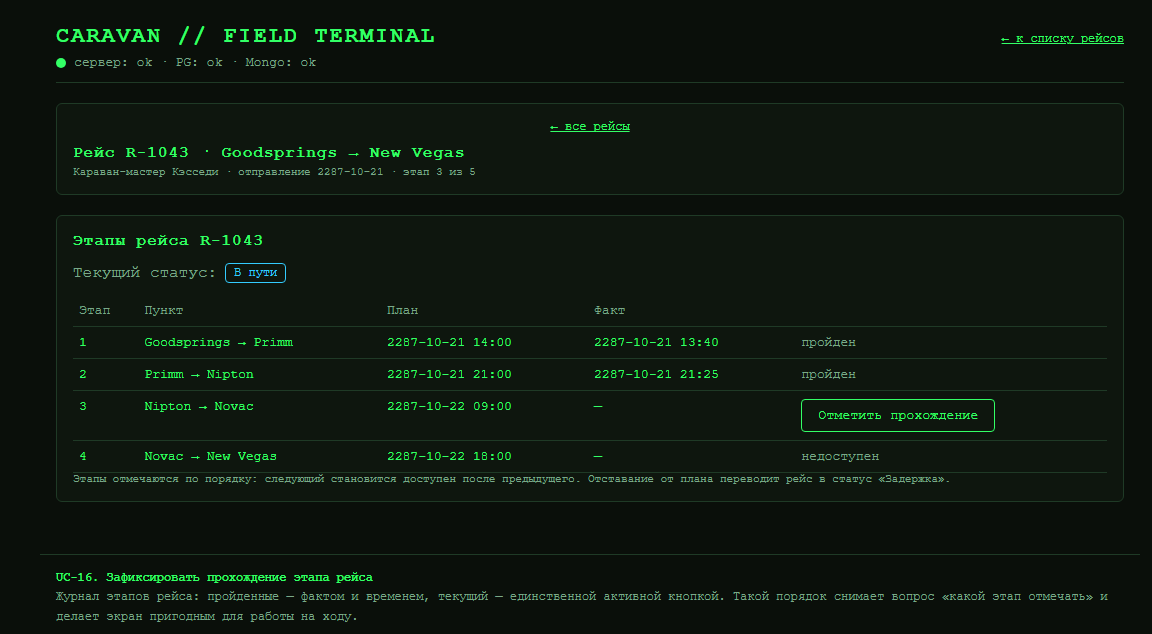 CARAVAN // FIELD TERMINAL
← к списку рейсов
сервер: ok · PG: ok · Mongo: ok
← все рейсы
Рейс R-1043 · Goodsprings → New Vegas
Караван-мастер Кэсседи · отправление 2287-10-21 · этап 3 из 5
Этапы рейса R-1043
Текущий статус: В пути
Этап Пункт План Факт
1 Goodsprings → Primm 2287-10-21 14:00 2287-10-21 13:40 пройден
2 Primm → Nipton 2287-10-21 21:00 2287-10-21 21:25 пройден
3 Nipton → Novac 2287-10-22 09:00 — Отметить прохождение
4 Novac → New Vegas 2287-10-22 18:00 — недоступен
Этапы отмечаются по порядку: следующий становится доступен после предыдущего. Отставание от плана переводит рейс в статус «Задержка».
UC-16. Зафиксировать прохождение этапа рейса
Журнал этапов рейса: пройденные — фактом и временем, текущий — единственной активной кнопкой. Такой порядок снимает вопрос «какой этап отмечать» и
делает экран пригодным для работы на ходу.